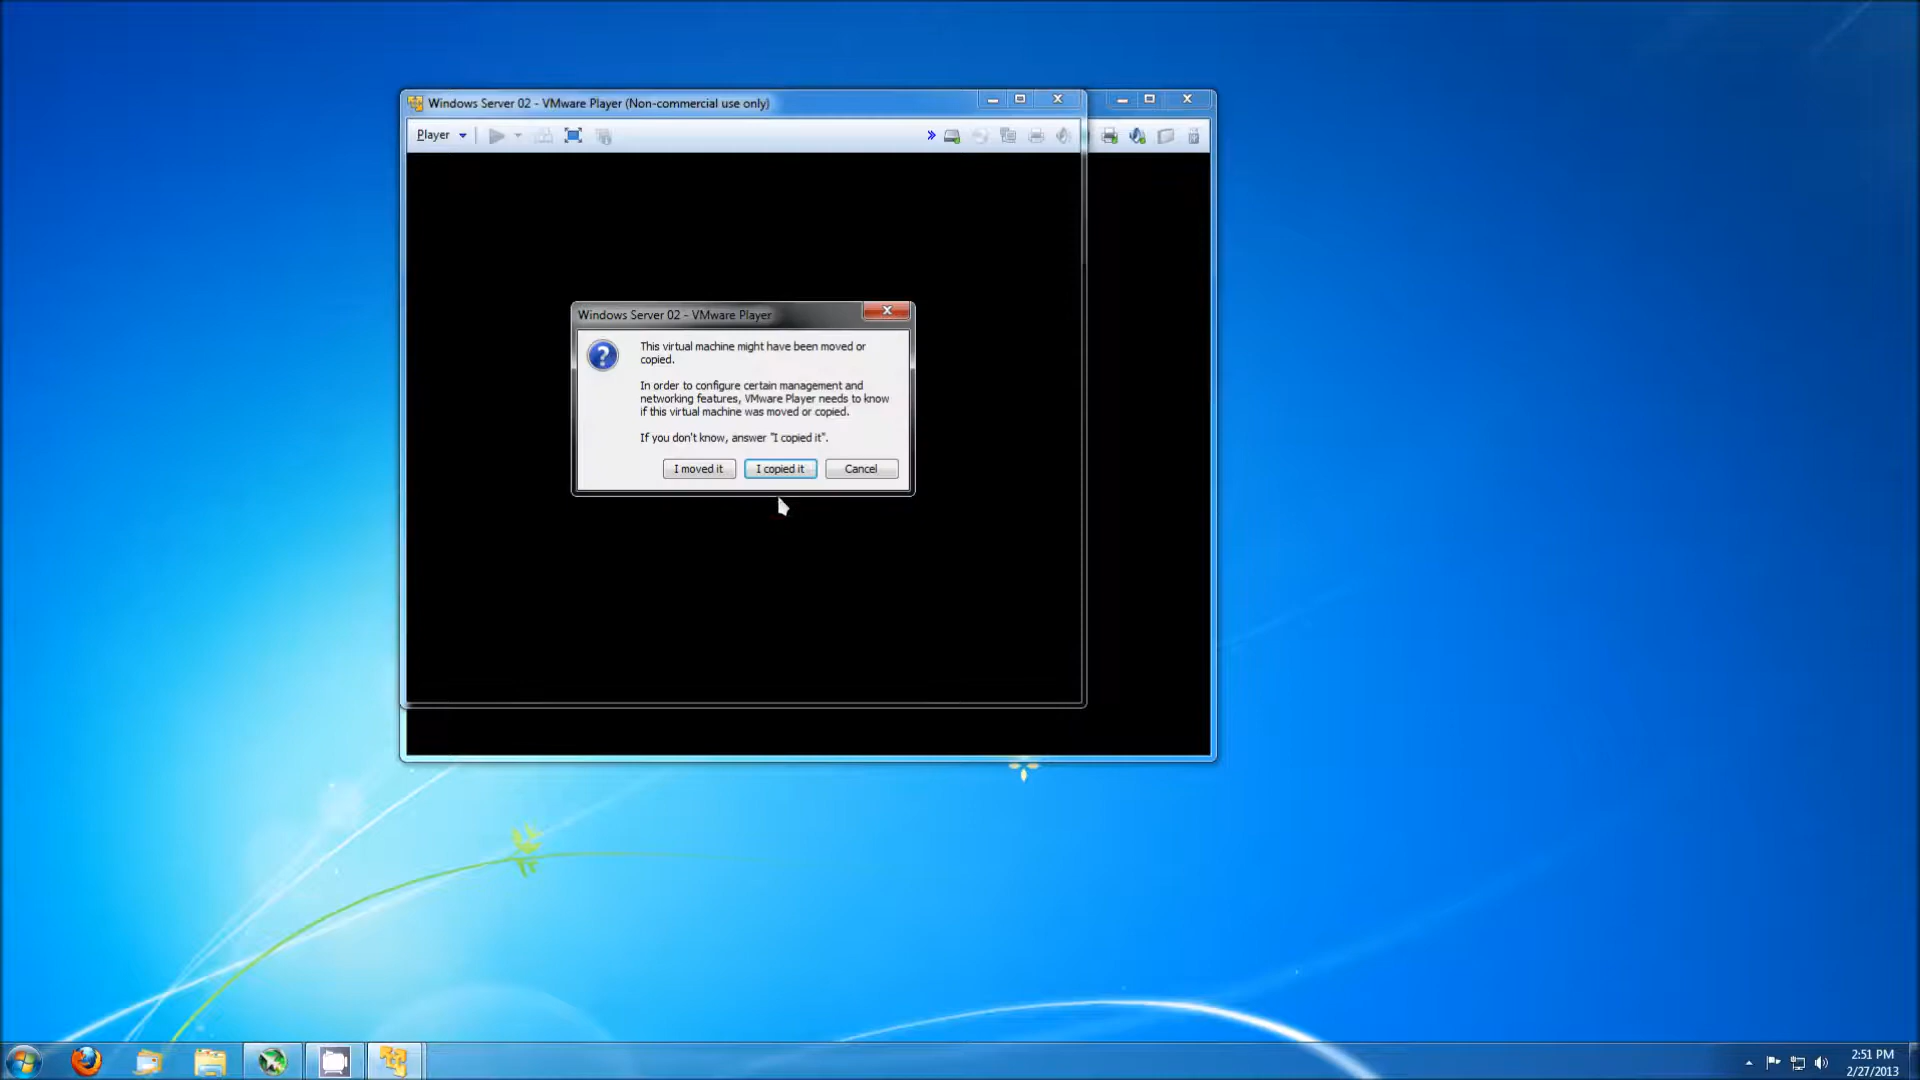 Windows Server 02 - VMware Player (Non-commercial use only)
Player
Windows Server 02 - VMware Player
This virtual machine might have been moved or
copied.
In order to configure certain management and
networking features, VMware Player needs to know
if this virtual machine was moved or copied.
If you don't know, answer "I copied it".
I moved it
I copied it
Cancel
2:51 PM
2/27/2013